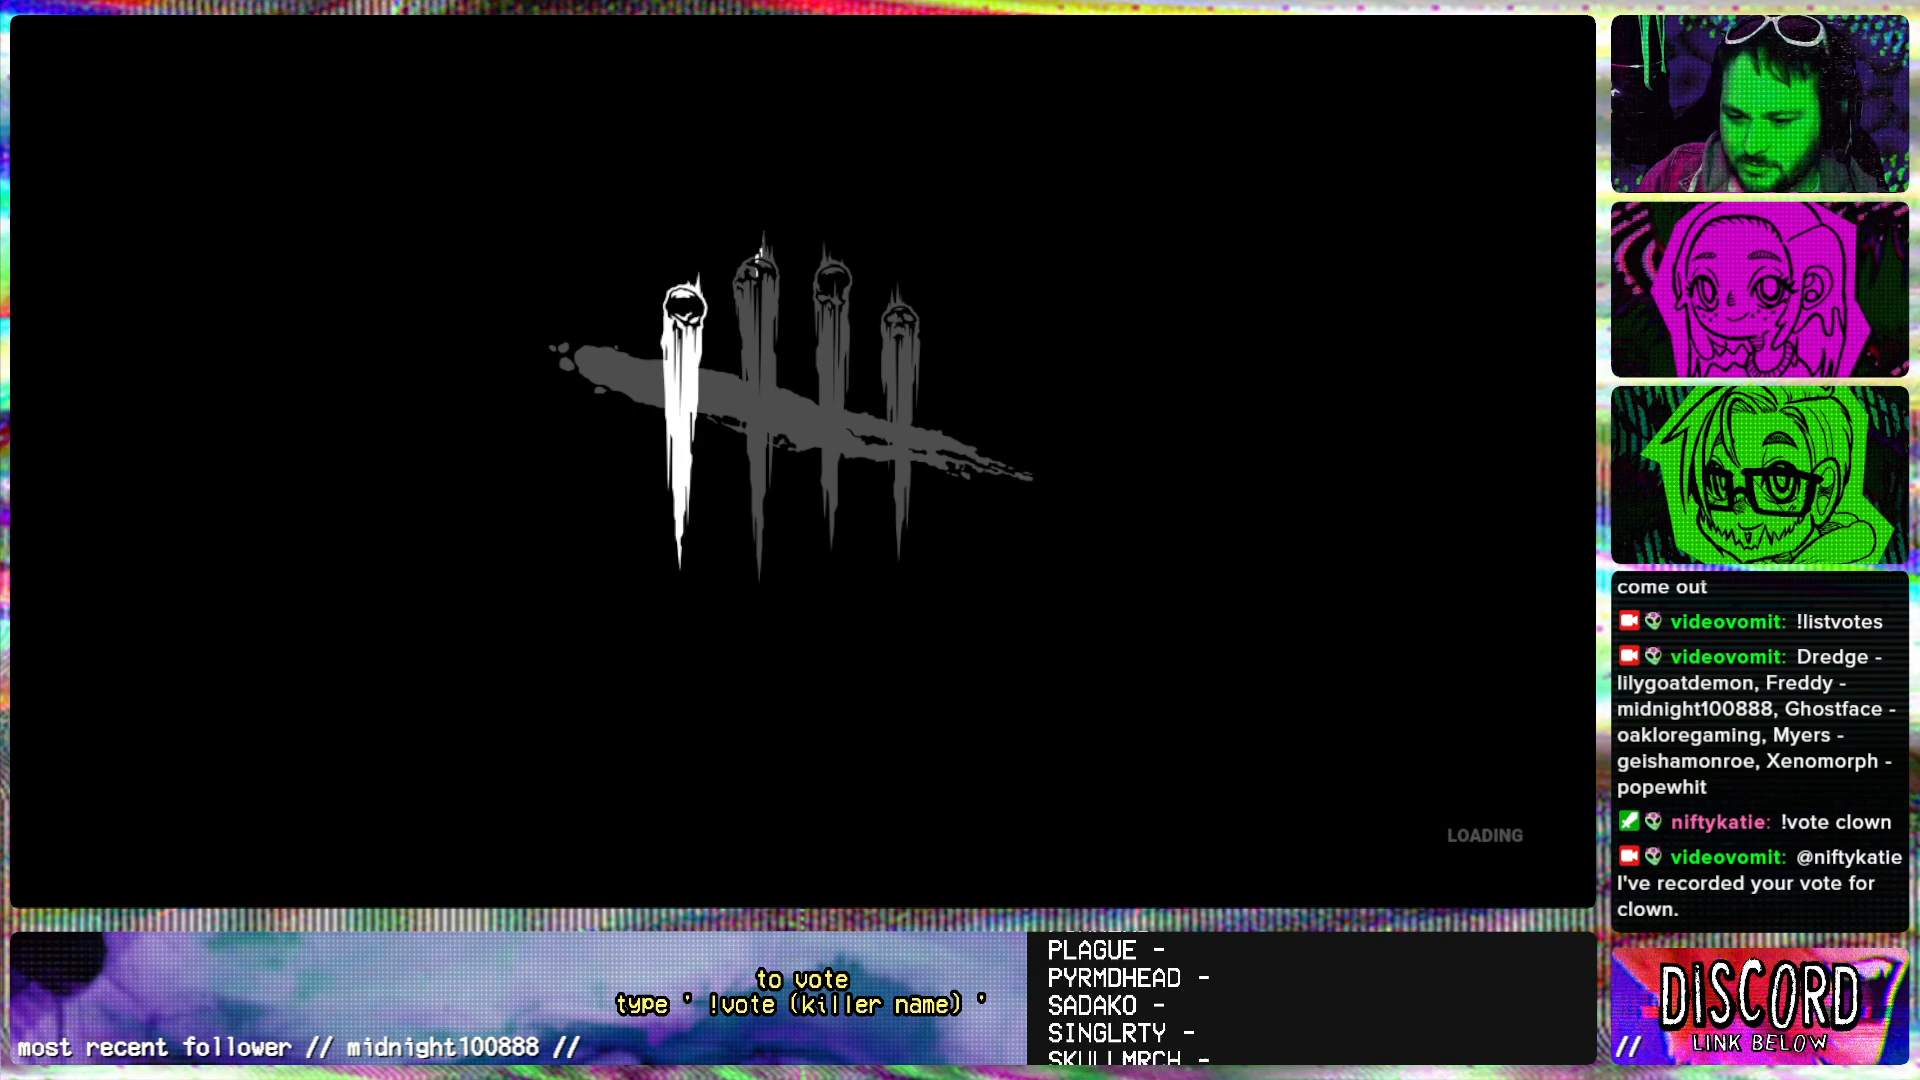 LOADING
come out
videovomit: !listvotes
videovomit: Dredge -
lilygoatdemon, Freddy -
midnight100888, Ghostface -
oakloregaming, Myers -
geishamonroe, Xenomorph -
popewhit
niftykatie: !vote clown
videovomit: @niftykatie
I've recorded your vote for
clown.
to vote
type ' !vote (killer name) '
most recent follower // midnight100888 //
PLAGUE -
PYRMDHEAD -
SADAKO -
SINGLRTY -
SKULLMRCH -
DISCORD
LINK BELOW
//